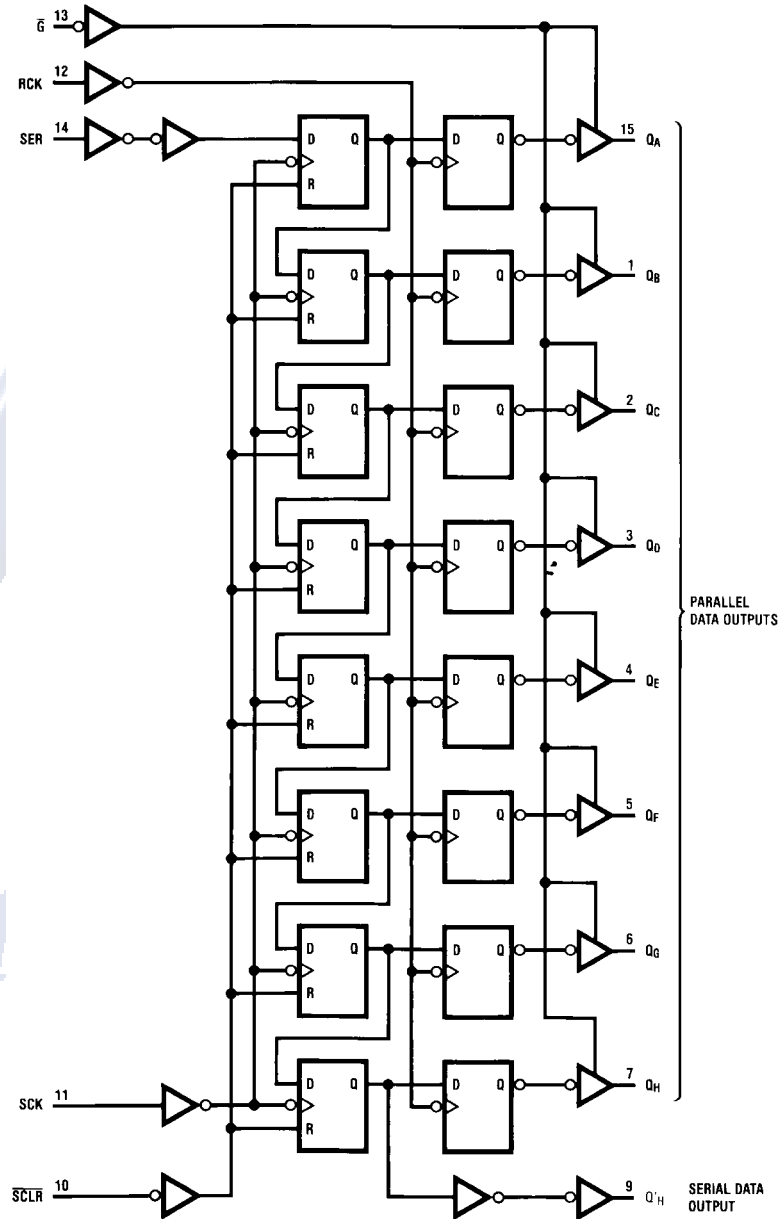 G̅ 13
RCK 12
SER 14
D Q D Q 15 QA
R
D Q D Q 1 QB
R
D Q D Q 2 QC
R
D Q D Q 3 QD
R
D Q D Q 4 QE
R
D Q D Q 5 QF
R
D Q D Q 6 QG
R
D Q D Q 7 QH
R
PARALLEL
DATA OUTPUTS
SCK 11
S̅C̅L̅R̅ 10
9 Q'H
SERIAL DATA
OUTPUT